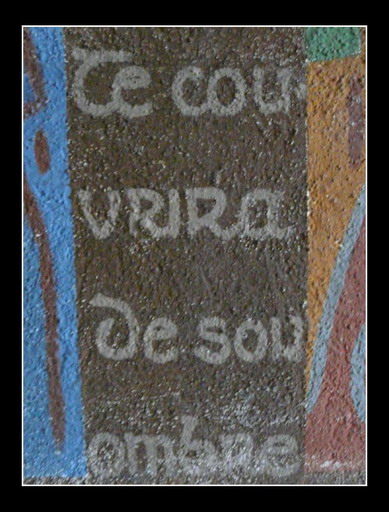 Te cou
vrira
De sou
ombre